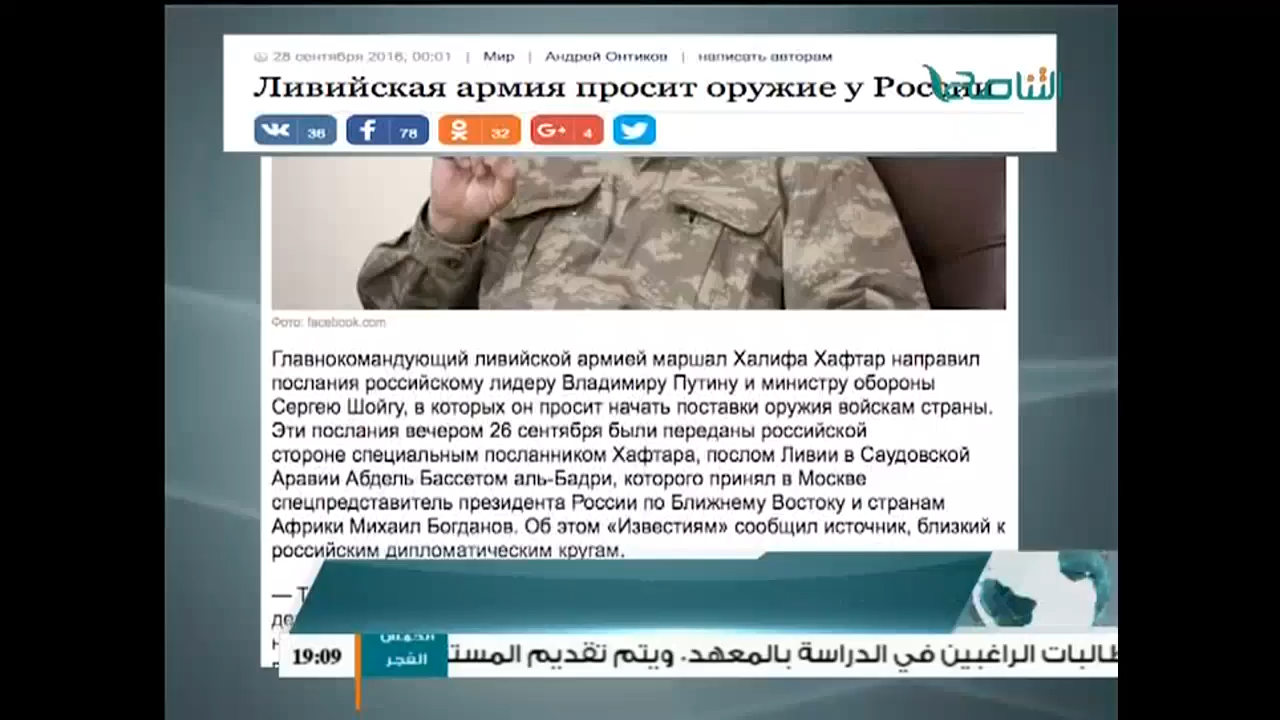 28 сентября 2016, 00:01 | Мир | Андрей Онтиков | написать авторам
Ливийская армия просит оружие у России
التناصح
36 78 32 G+ 4
Фото: facebook.com
Главнокомандующий ливийской армией маршал Халифа Хафтар направил
послания российскому лидеру Владимиру Путину и министру обороны
Сергею Шойгу, в которых он просит начать поставки оружия войскам страны.
Эти послания вечером 26 сентября были переданы российской
стороне специальным посланником Хафтара, послом Ливии в Саудовской
Аравии Абдель Бассетом аль-Бадри, которого принял в Москве
спецпредставитель президента России по Ближнему Востоку и странам
Африки Михаил Богданов. Об этом «Известиям» сообщил источник, близкий к
российским дипломатическим кругам.
—
19:09
الفجر
الراغبين في الدراسة بالمعهد. ويتم تقديم